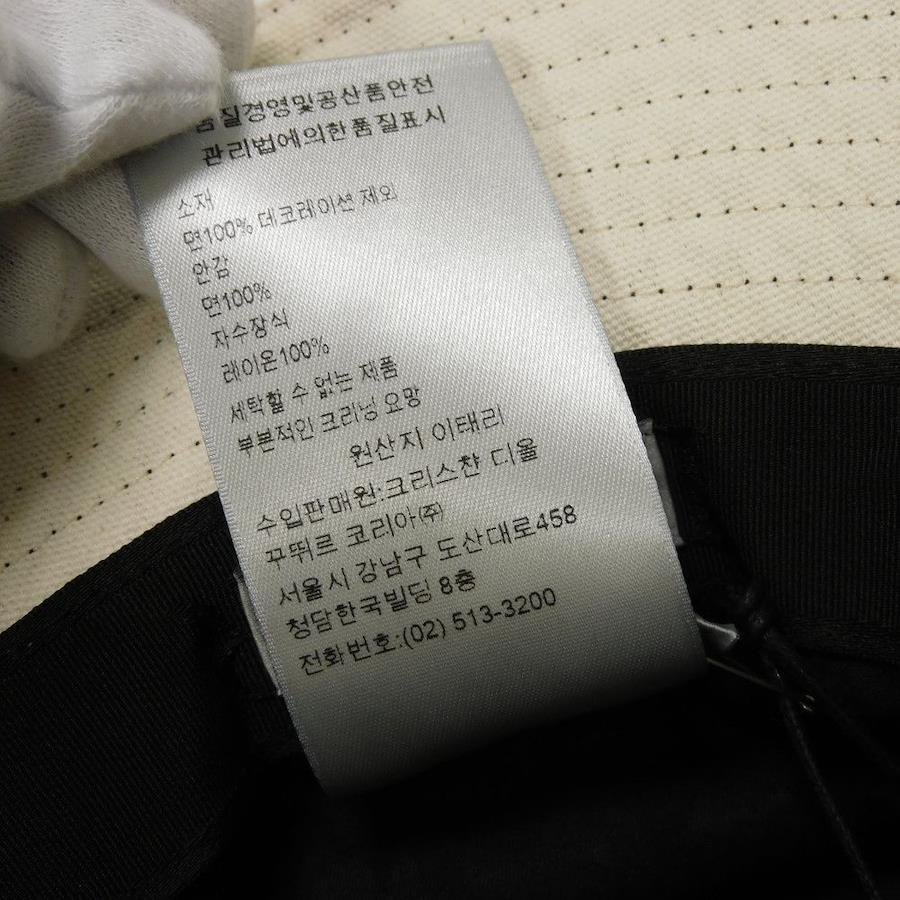 품질경영및공산품안전
관리법에의한품질표시
소재
면100% 데코레이션 제외
안감
면100%
자수장식
레이온100%
세탁할 수 없는 제품
부분적인 크리닝 요망
원산지 이태리
수입판매원:크리스챤 디올
꾸뛰르 코리아㈜
서울시 강남구 도산대로458
청담한국빌딩 8층
전화번호:(02) 513-3200